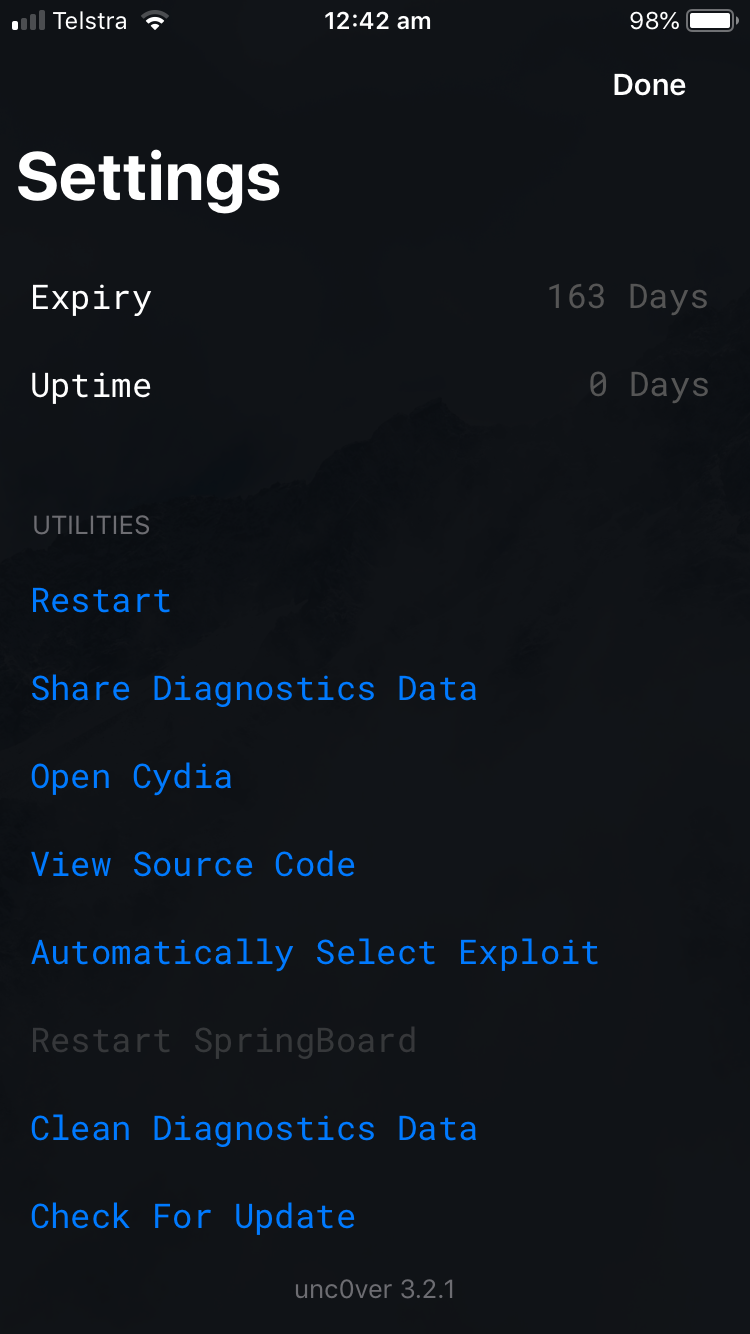 Telstra 12:42 am 98%
Done
Settings
Expiry 163 Days
Uptime 0 Days
UTILITIES
Restart
Share Diagnostics Data
Open Cydia
View Source Code
Automatically Select Exploit
Restart SpringBoard
Clean Diagnostics Data
Check For Update
unc0ver 3.2.1